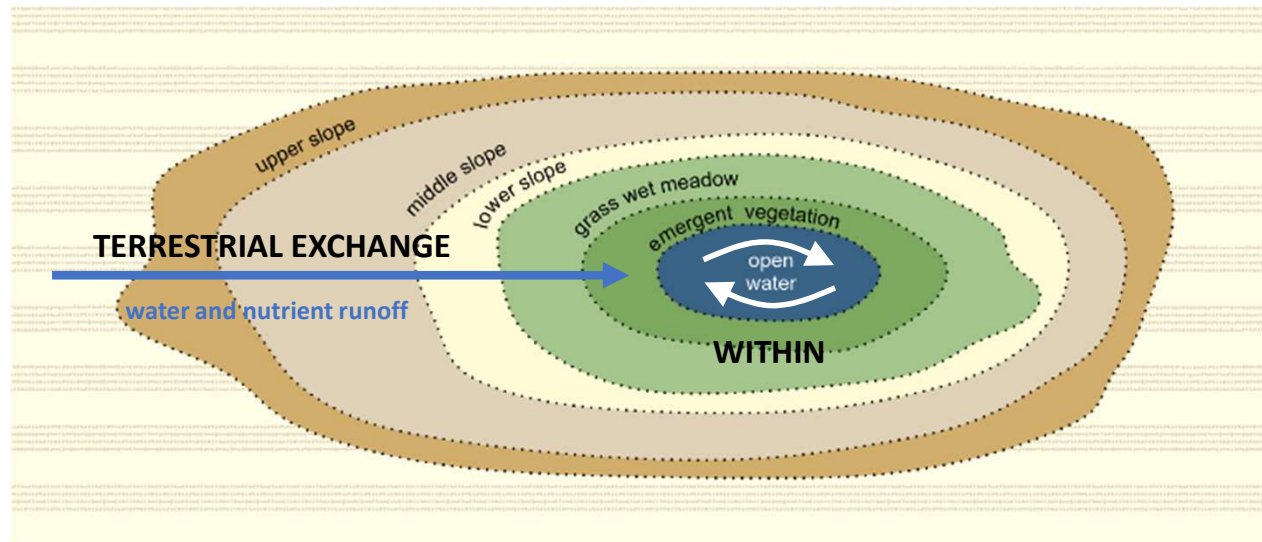 upper slope
middle slope
lower slope
grass wet meadow
emergent vegetation
TERRESTRIAL EXCHANGE
open
water
water and nutrient runoff
WITHIN